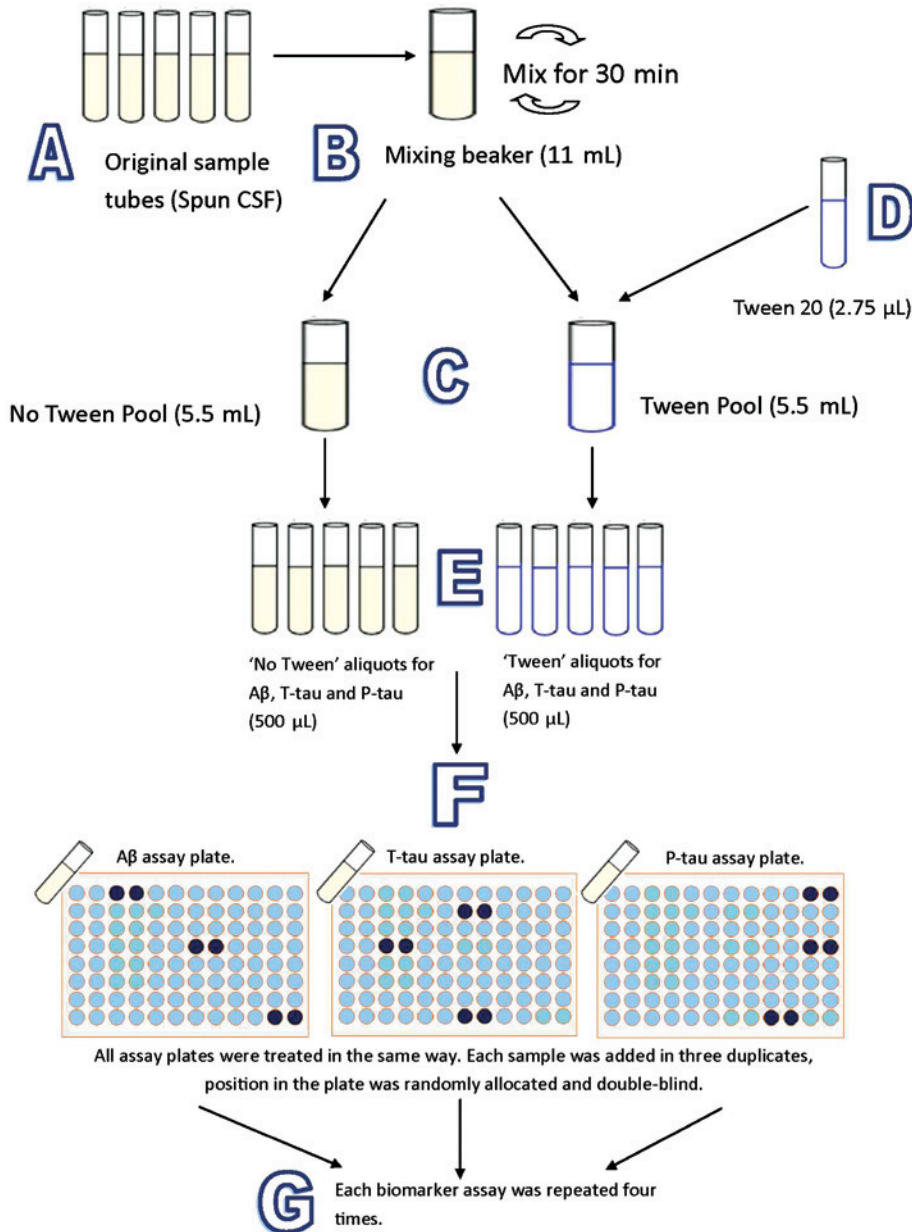 A
Original sample
tubes (Spun CSF)
B
Mixing beaker (11 mL)
Mix for 30 min
D
Tween 20 (2.75 µL)
C
No Tween Pool (5.5 mL)
Tween Pool (5.5 mL)
E
‘No Tween’ aliquots for
Aβ, T-tau and P-tau
(500 µL)
‘Tween’ aliquots for
Aβ, T-tau and P-tau
(500 µL)
F
Aβ assay plate.
T-tau assay plate.
P-tau assay plate.
All assay plates were treated in the same way. Each sample was added in three duplicates,
position in the plate was randomly allocated and double-blind.
G
Each biomarker assay was repeated four
times.